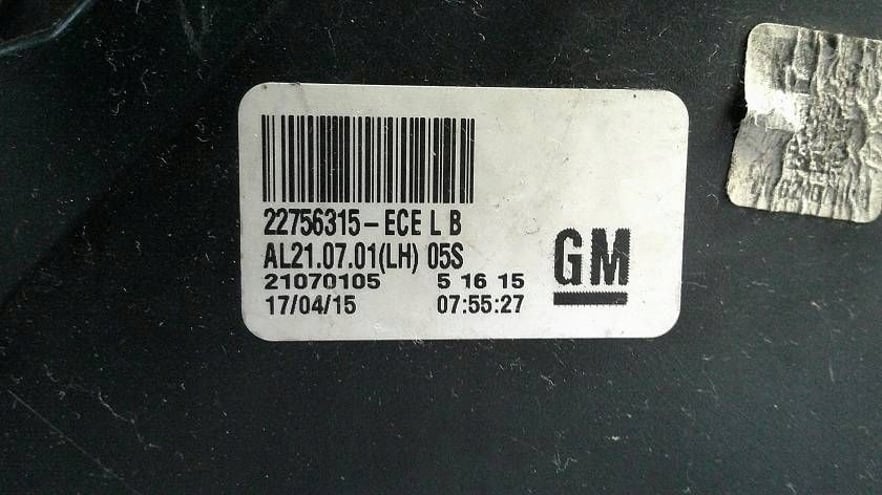 22756315-ECE L B
AL21.07.01(LH) 05S
21070105 5 16 15
17/04/15 07:55:27
GM